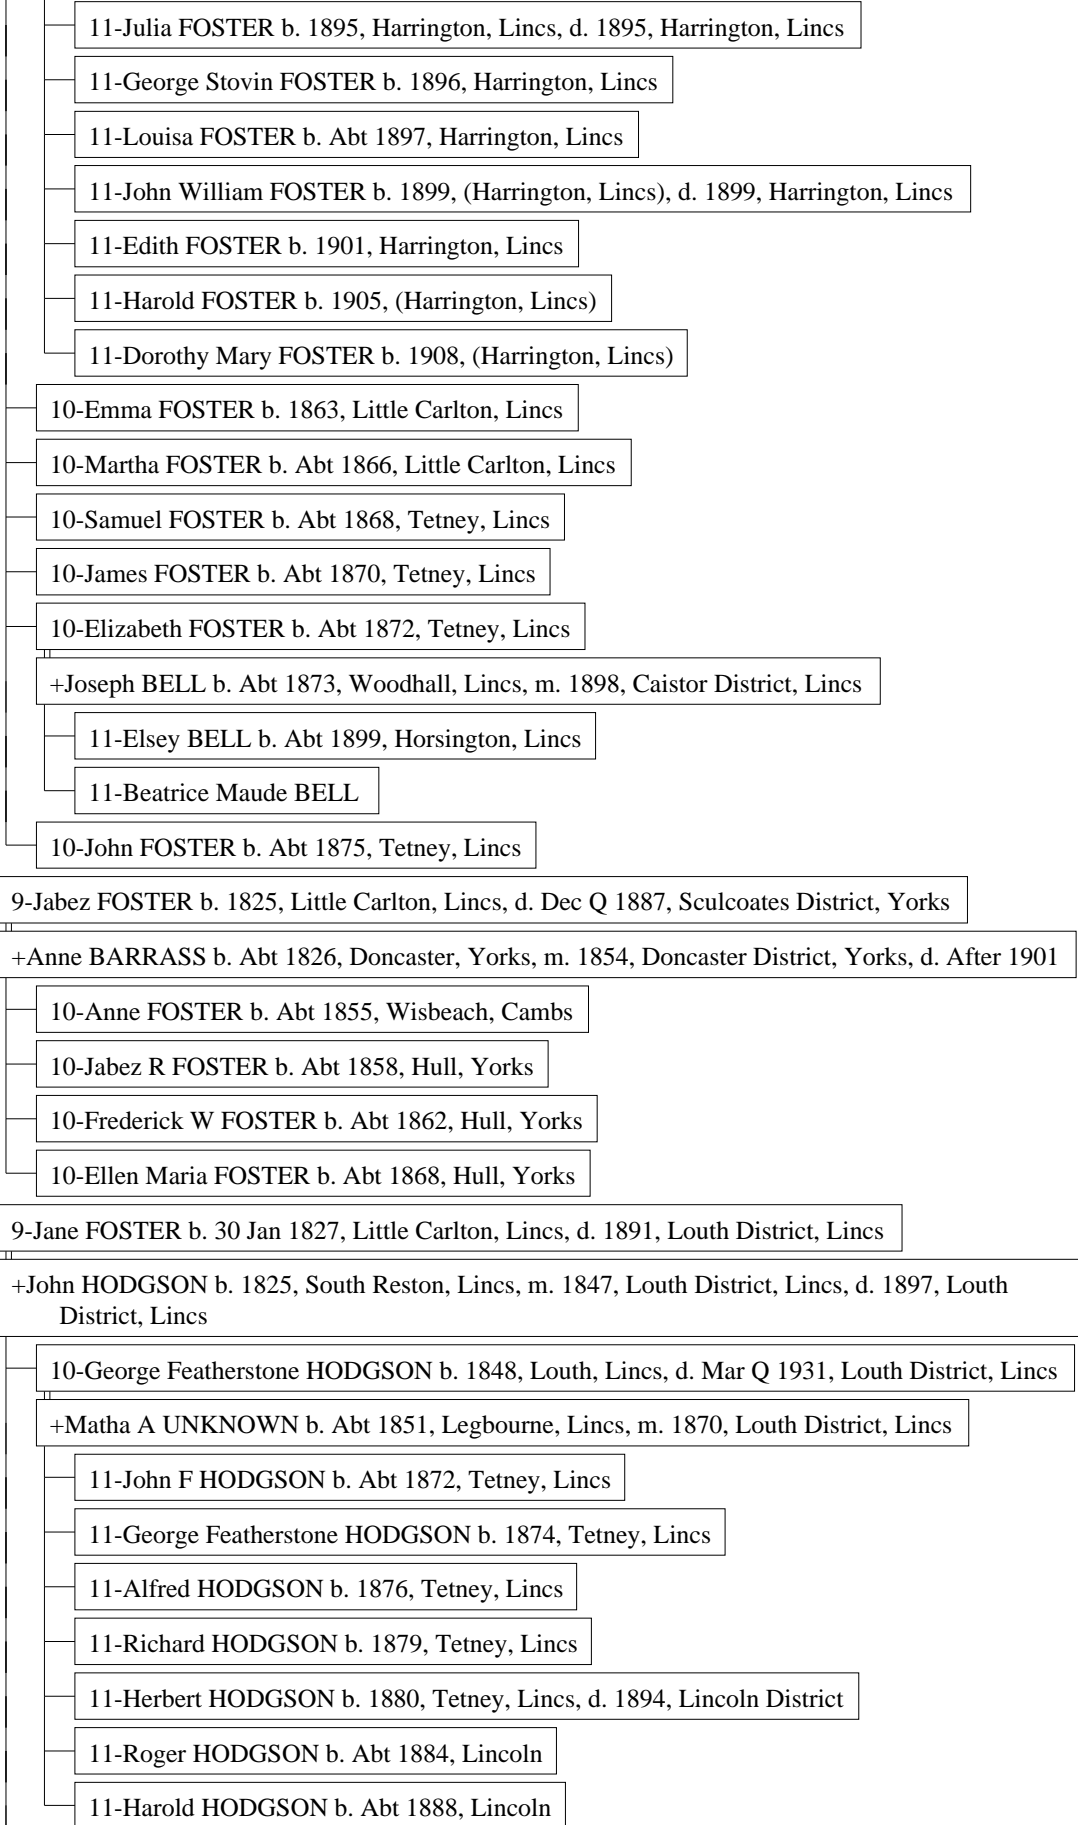 11-Julia FOSTER b. 1895, Harrington, Lincs, d. 1895, Harrington, Lincs
11-George Stovin FOSTER b. 1896, Harrington, Lincs
11-Louisa FOSTER b. Abt 1897, Harrington, Lincs
11-John William FOSTER b. 1899, (Harrington, Lincs), d. 1899, Harrington, Lincs
11-Edith FOSTER b. 1901, Harrington, Lincs
11-Harold FOSTER b. 1905, (Harrington, Lincs)
11-Dorothy Mary FOSTER b. 1908, (Harrington, Lincs)
10-Emma FOSTER b. 1863, Little Carlton, Lincs
10-Martha FOSTER b. Abt 1866, Little Carlton, Lincs
10-Samuel FOSTER b. Abt 1868, Tetney, Lincs
10-James FOSTER b. Abt 1870, Tetney, Lincs
10-Elizabeth FOSTER b. Abt 1872, Tetney, Lincs
+Joseph BELL b. Abt 1873, Woodhall, Lincs, m. 1898, Caistor District, Lincs
11-Elsey BELL b. Abt 1899, Horsington, Lincs
11-Beatrice Maude BELL
10-John FOSTER b. Abt 1875, Tetney, Lincs
9-Jabez FOSTER b. 1825, Little Carlton, Lincs, d. Dec Q 1887, Sculcoates District, Yorks
+Anne BARRASS b. Abt 1826, Doncaster, Yorks, m. 1854, Doncaster District, Yorks, d. After 1901
10-Anne FOSTER b. Abt 1855, Wisbeach, Cambs
10-Jabez R FOSTER b. Abt 1858, Hull, Yorks
10-Frederick W FOSTER b. Abt 1862, Hull, Yorks
10-Ellen Maria FOSTER b. Abt 1868, Hull, Yorks
9-Jane FOSTER b. 30 Jan 1827, Little Carlton, Lincs, d. 1891, Louth District, Lincs
+John HODGSON b. 1825, South Reston, Lincs, m. 1847, Louth District, Lincs, d. 1897, Louth
District, Lincs
10-George Featherstone HODGSON b. 1848, Louth, Lincs, d. Mar Q 1931, Louth District, Lincs
+Matha A UNKNOWN b. Abt 1851, Legbourne, Lincs, m. 1870, Louth District, Lincs
11-John F HODGSON b. Abt 1872, Tetney, Lincs
11-George Featherstone HODGSON b. 1874, Tetney, Lincs
11-Alfred HODGSON b. 1876, Tetney, Lincs
11-Richard HODGSON b. 1879, Tetney, Lincs
11-Herbert HODGSON b. 1880, Tetney, Lincs, d. 1894, Lincoln District
11-Roger HODGSON b. Abt 1884, Lincoln
11-Harold HODGSON b. Abt 1888, Lincoln